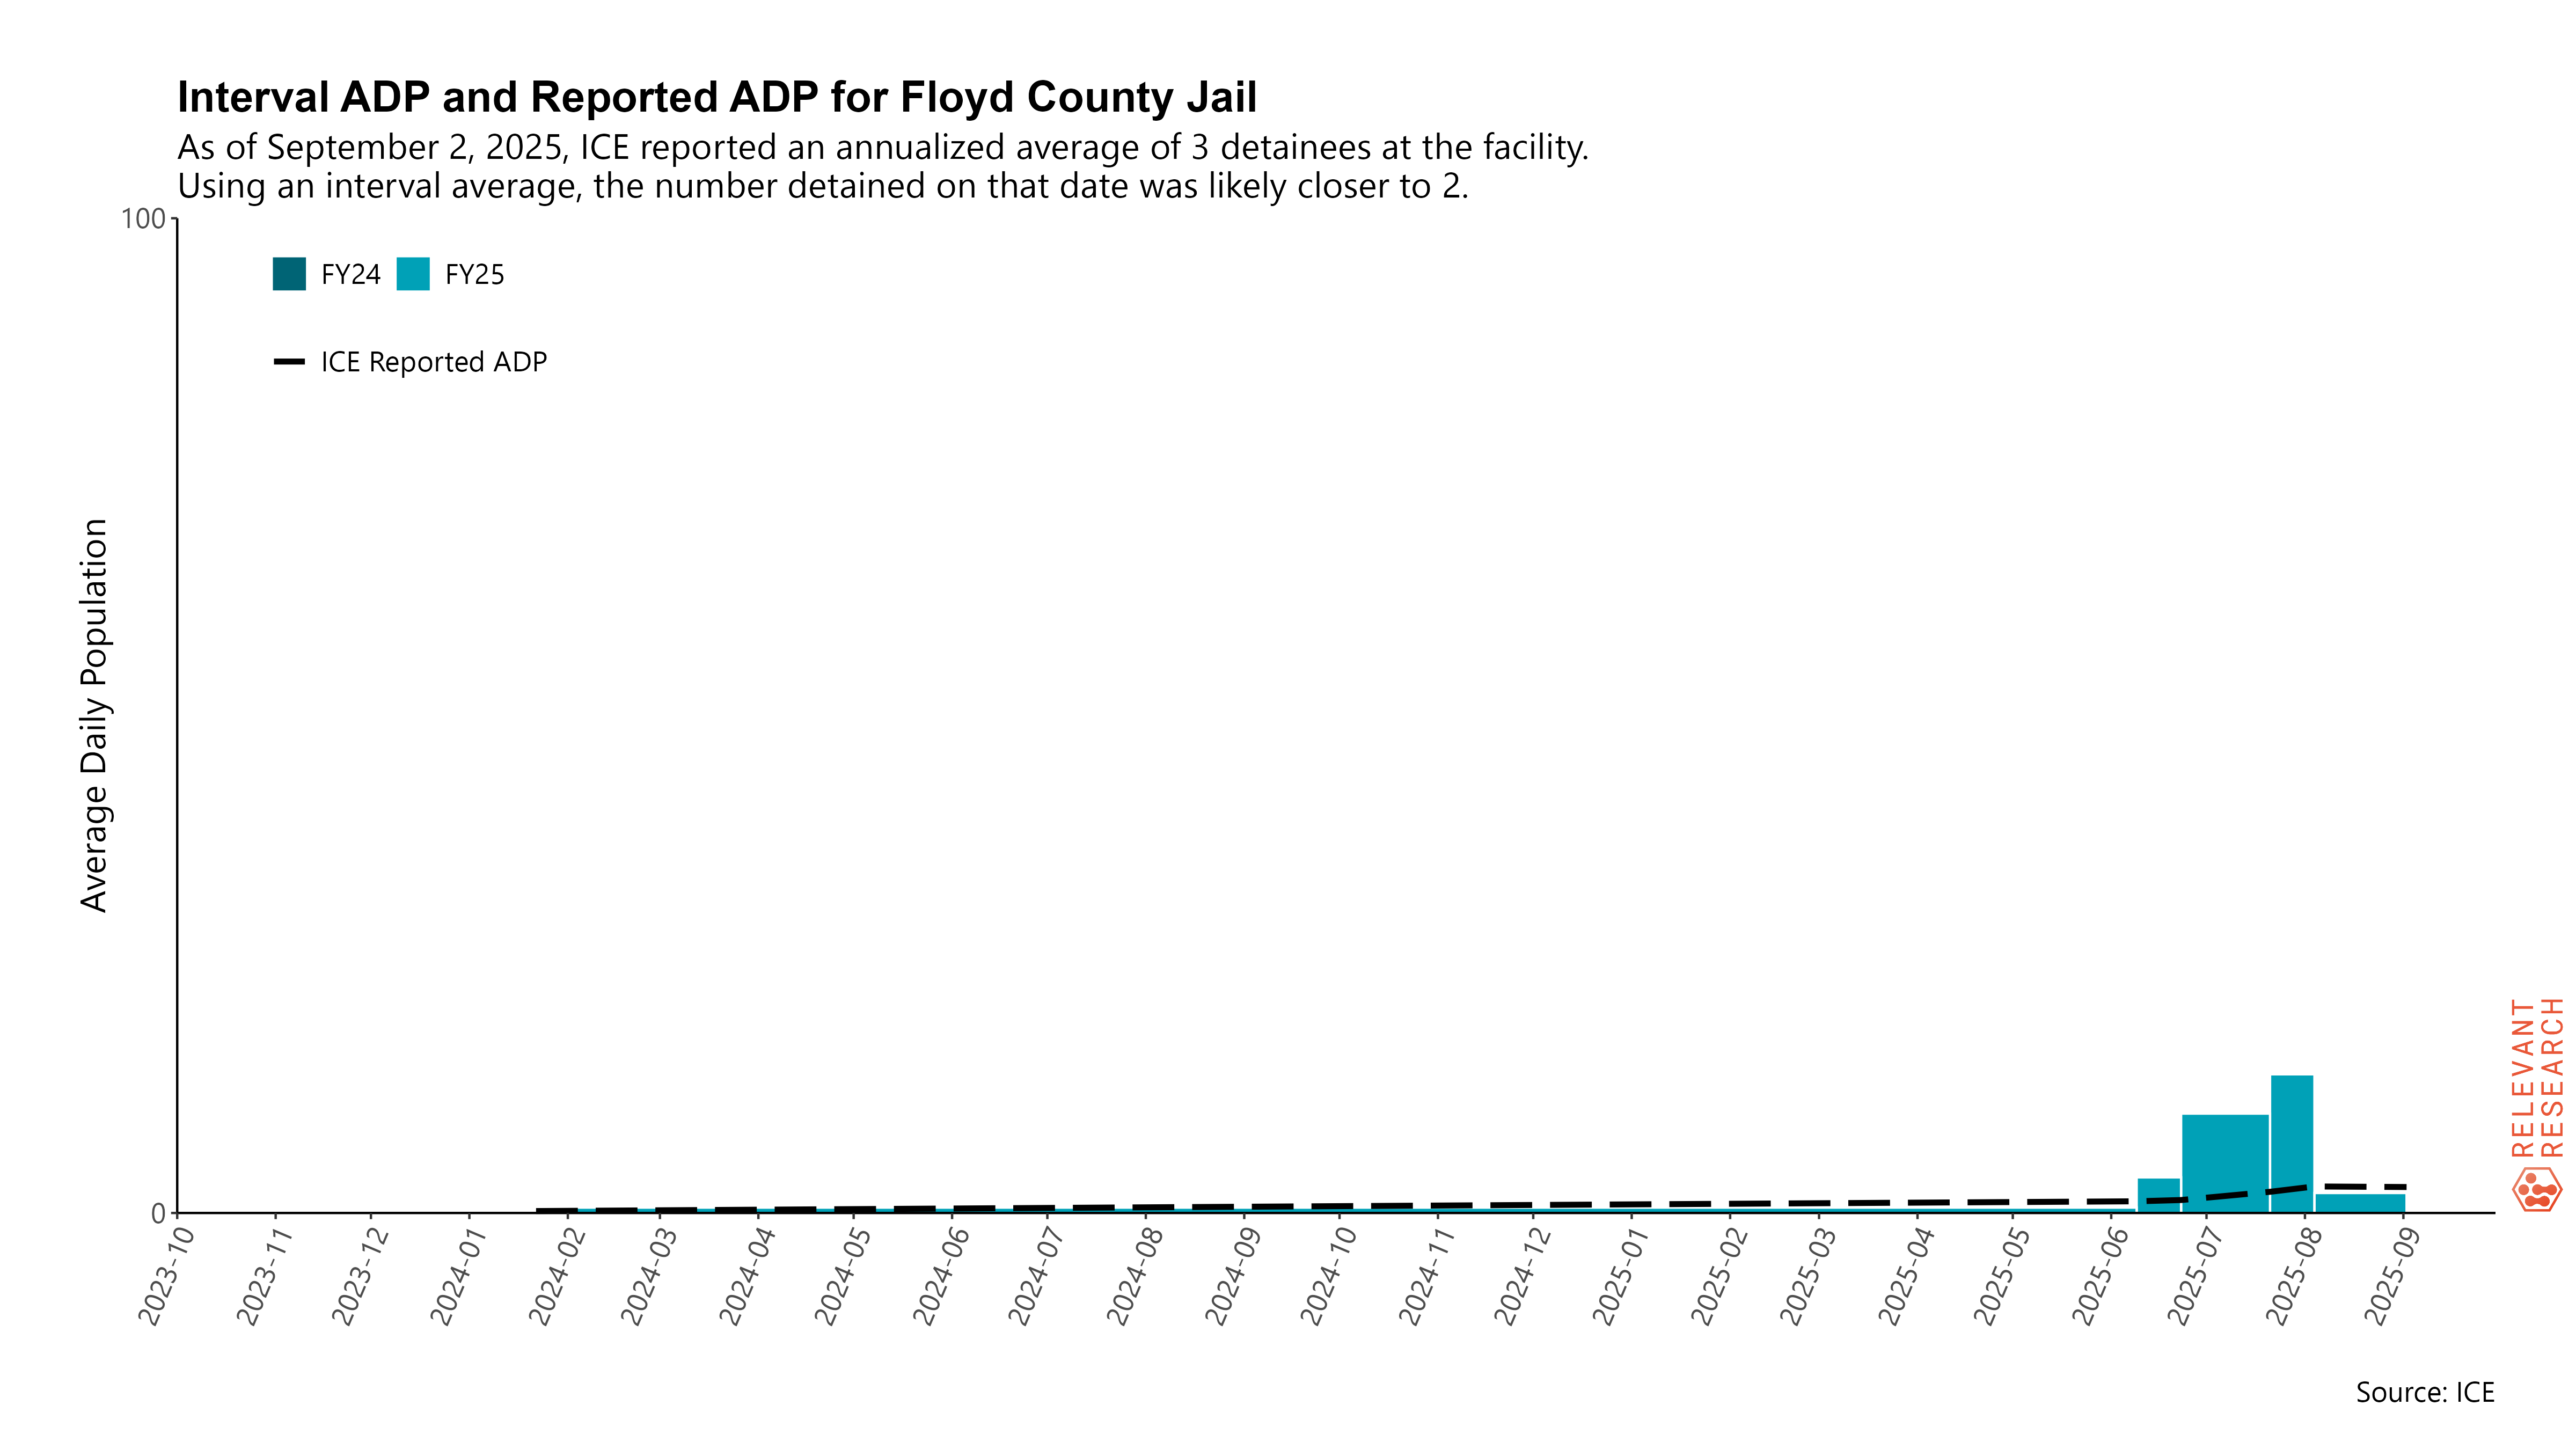 Interval ADP and Reported ADP for Floyd County Jail
As of September 2, 2025, ICE reported an annualized average of 3 detainees at the facility.
Using an interval average, the number detained on that date was likely closer to 2.
100
FY24
FY25
ICE Reported ADP
Average Daily Population
0
2023-10
2023-11
2023-12
2024-01
2024-02
2024-03
2024-04
2024-05
2024-06
2024-07
2024-08
2024-09
2024-10
2024-11
2024-12
2025-01
2025-02
2025-03
2025-04
2025-05
2025-06
2025-07
2025-08
2025-09
RELEVANT
RESEARCH
Source: ICE